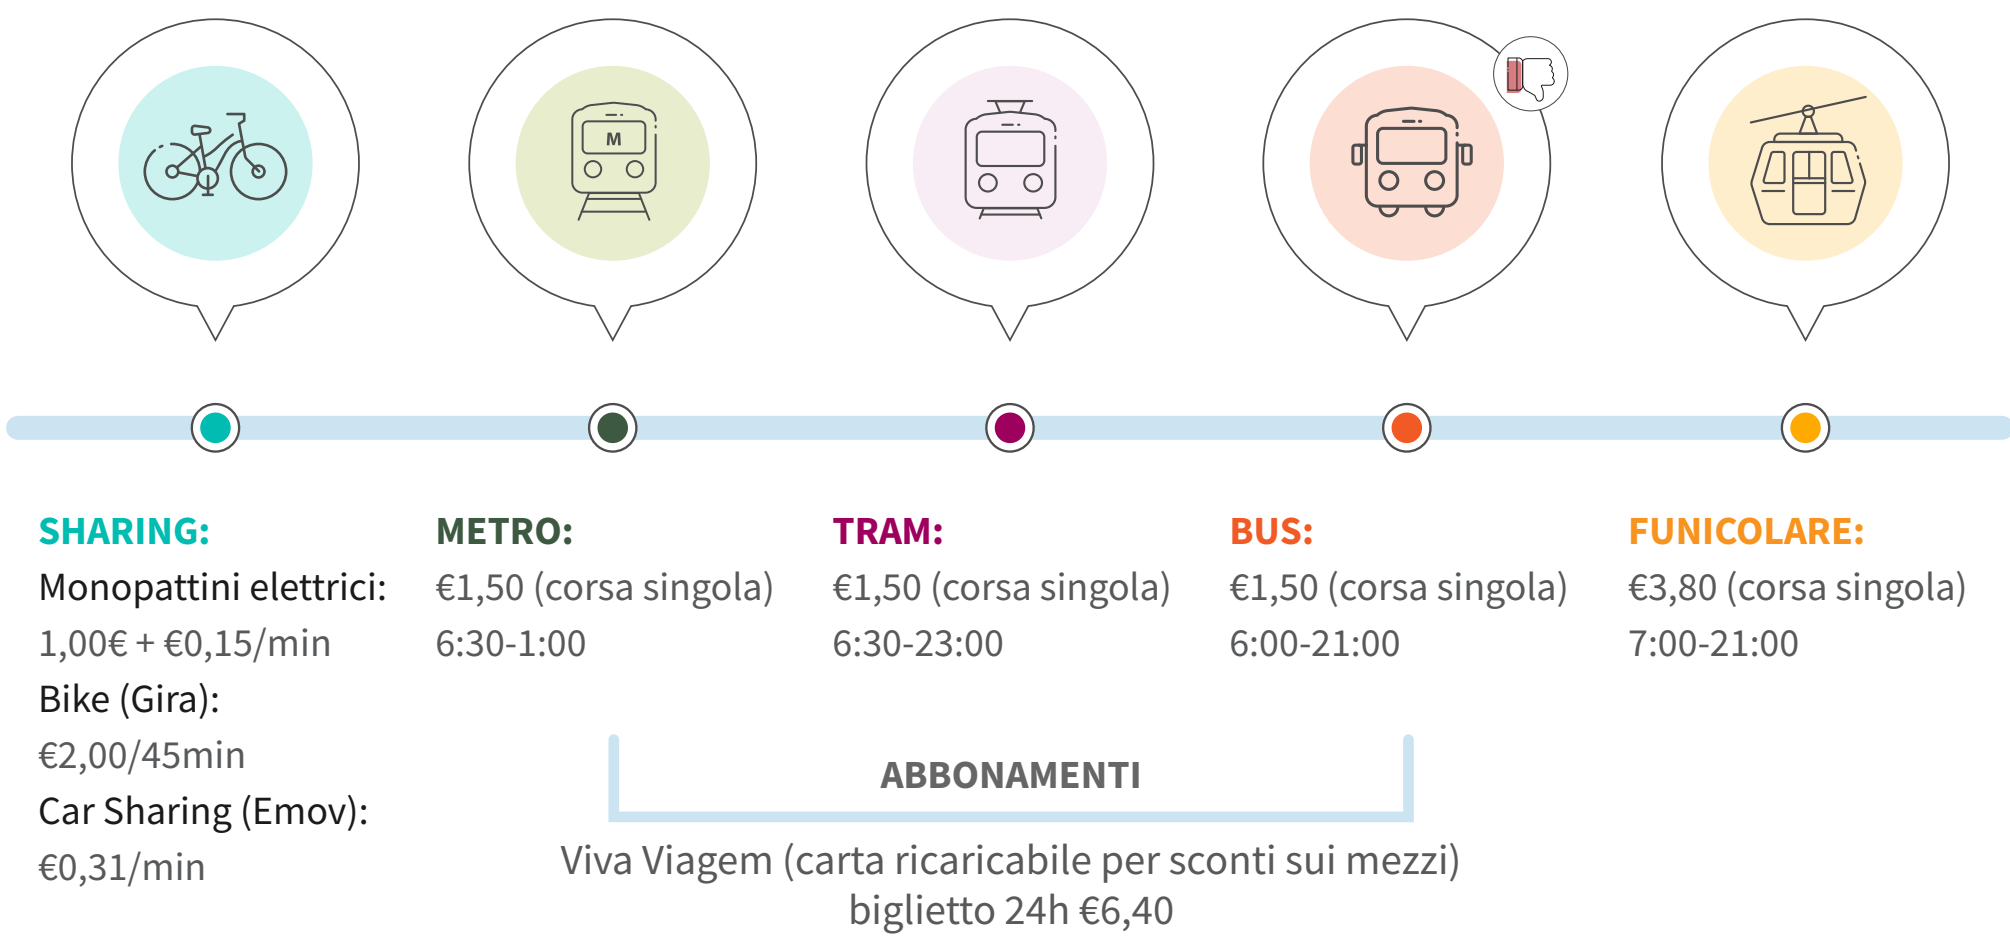 M
SHARING:
Monopattini elettrici:
1,00€ + €0,15/min
Bike (Gira):
€2,00/45min
Car Sharing (Emov):
€0,31/min
METRO:
€1,50 (corsa singola)
6:30-1:00
TRAM:
€1,50 (corsa singola)
6:30-23:00
BUS:
€1,50 (corsa singola)
6:00-21:00
FUNICOLARE:
€3,80 (corsa singola)
7:00-21:00
ABBONAMENTI
Viva Viagem (carta ricaricabile per sconti sui mezzi)
biglietto 24h €6,40